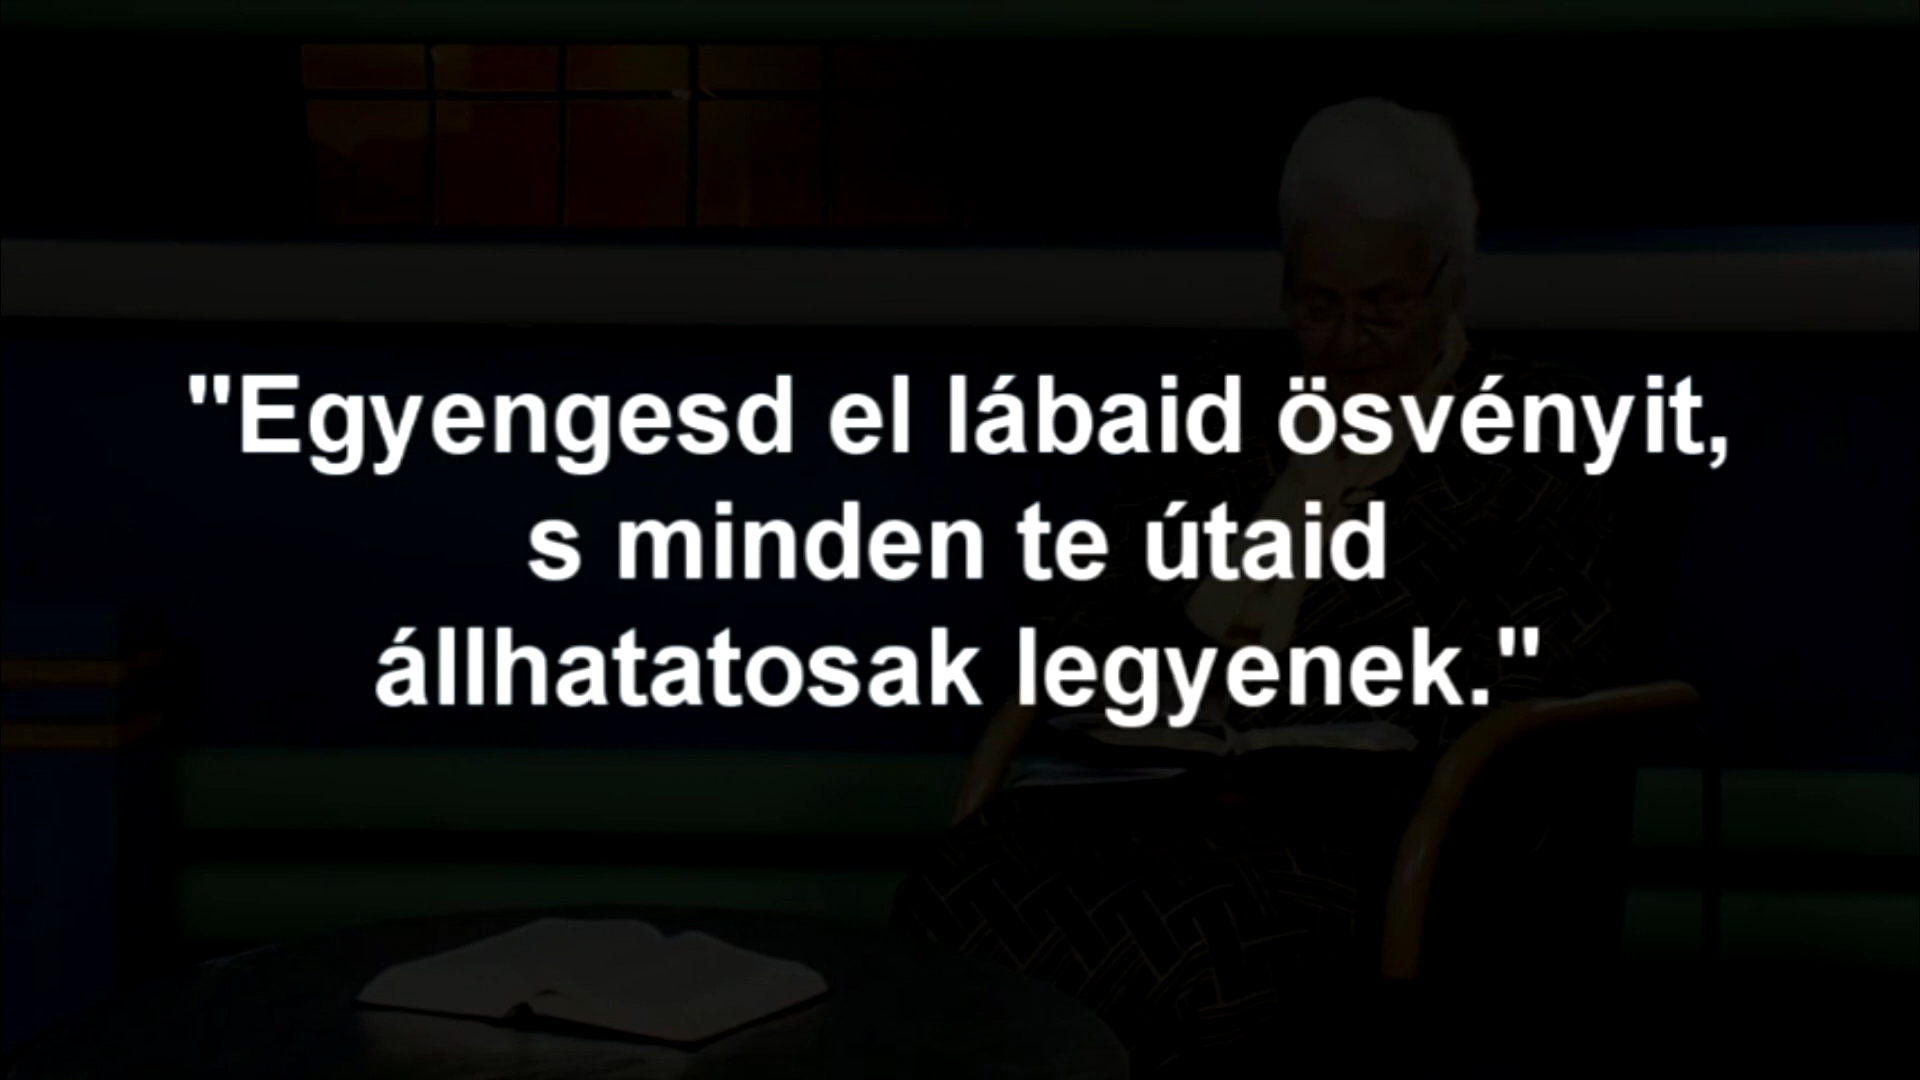 "Egyengesd el lábaid ösvényit,
s minden te útaid
állhatatosak legyenek."